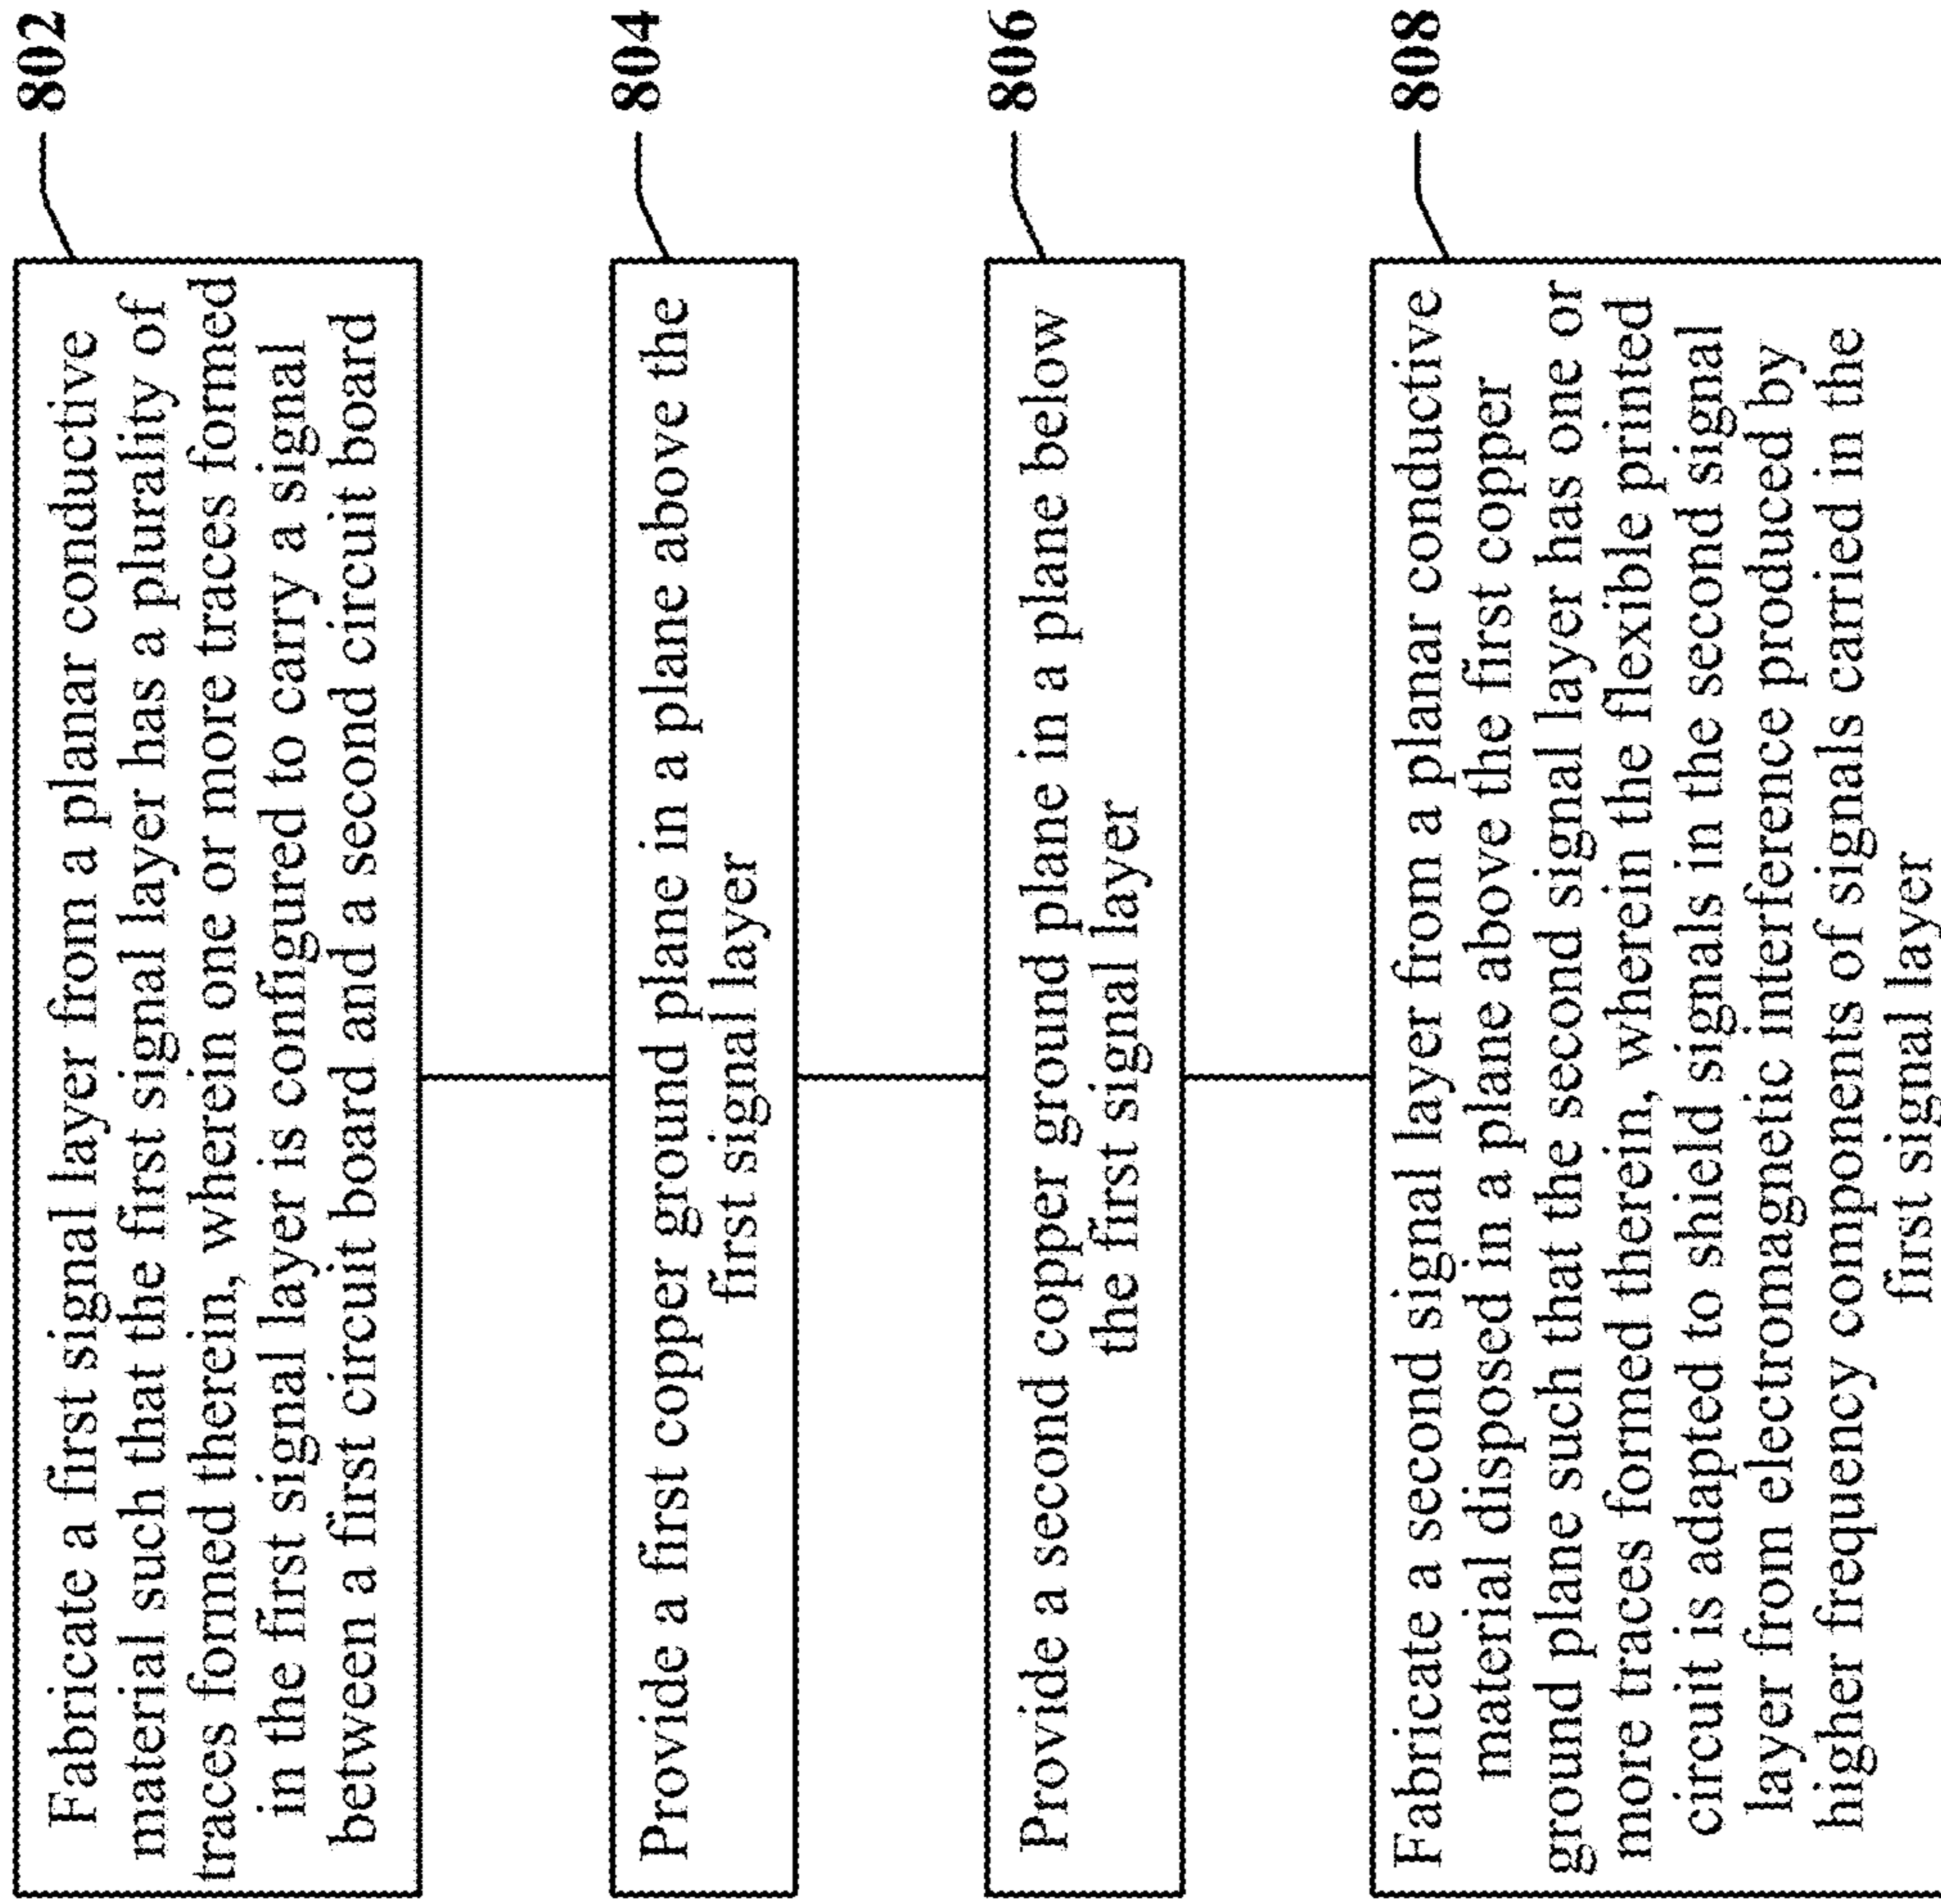 802
Fabricate a first signal layer from a planar conductive
material such that the first signal layer has a plurality of
traces formed therein, wherein one or more traces formed
in the first signal layer is configured to carry a signal
between a first circuit board and a second circuit board
804
Provide a first copper ground plane in a plane above the
first signal layer
806
Provide a second copper ground plane in a plane below
the first signal layer
808
Fabricate a second signal layer from a planar conductive
material disposed in a plane above the first copper
ground plane such that the second signal layer has one or
more traces formed therein, wherein the flexible printed
circuit is adapted to shield signals in the second signal
layer from electromagnetic interference produced by
higher frequency components of signals carried in the
first signal layer